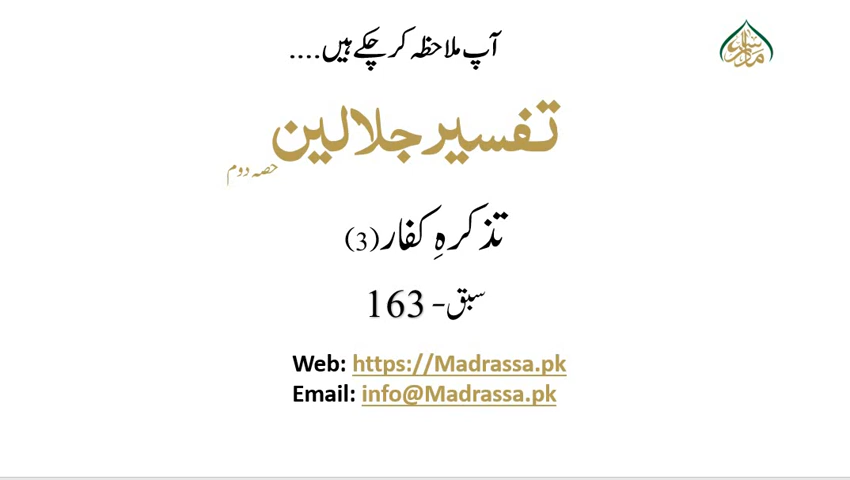 آپ ملاحظہ کر چکے ہیں....
تفسیر جلالین
حصہ دوم
تذکرہِ کفار (3)
سبق - 163
Web: https://Madrassa.pk
Email: info@Madrassa.pk